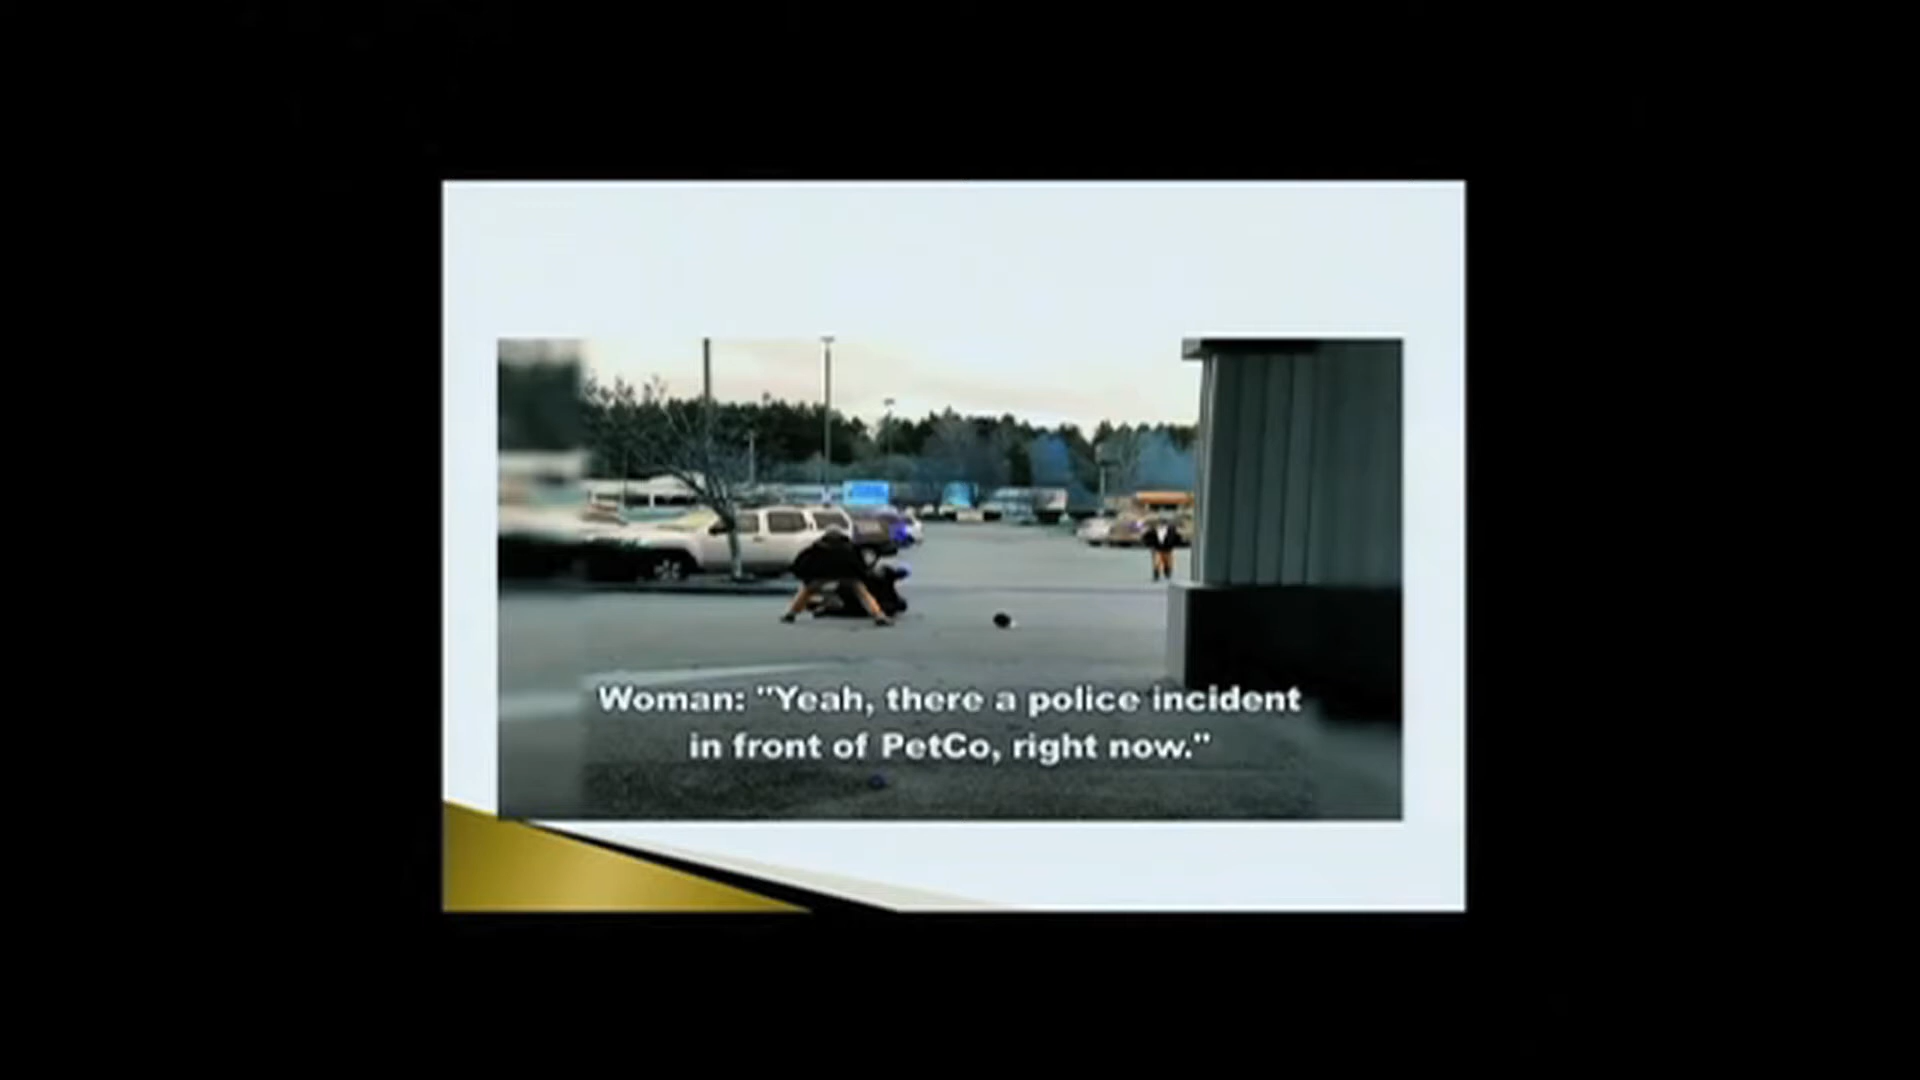 Woman: "Yeah, there a police incident
in front of PetCo, right now."